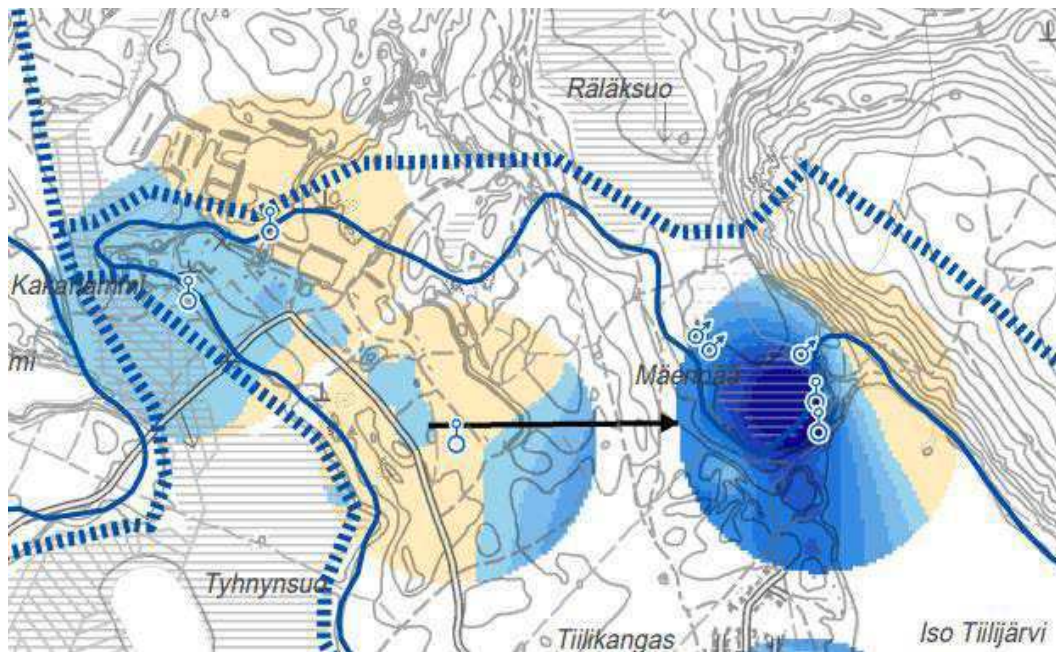 Räläksuo
Kakarlammi
mi
Mäenpää
Tyhnynsuo
Tiilikangas
Iso Tiilijärvi